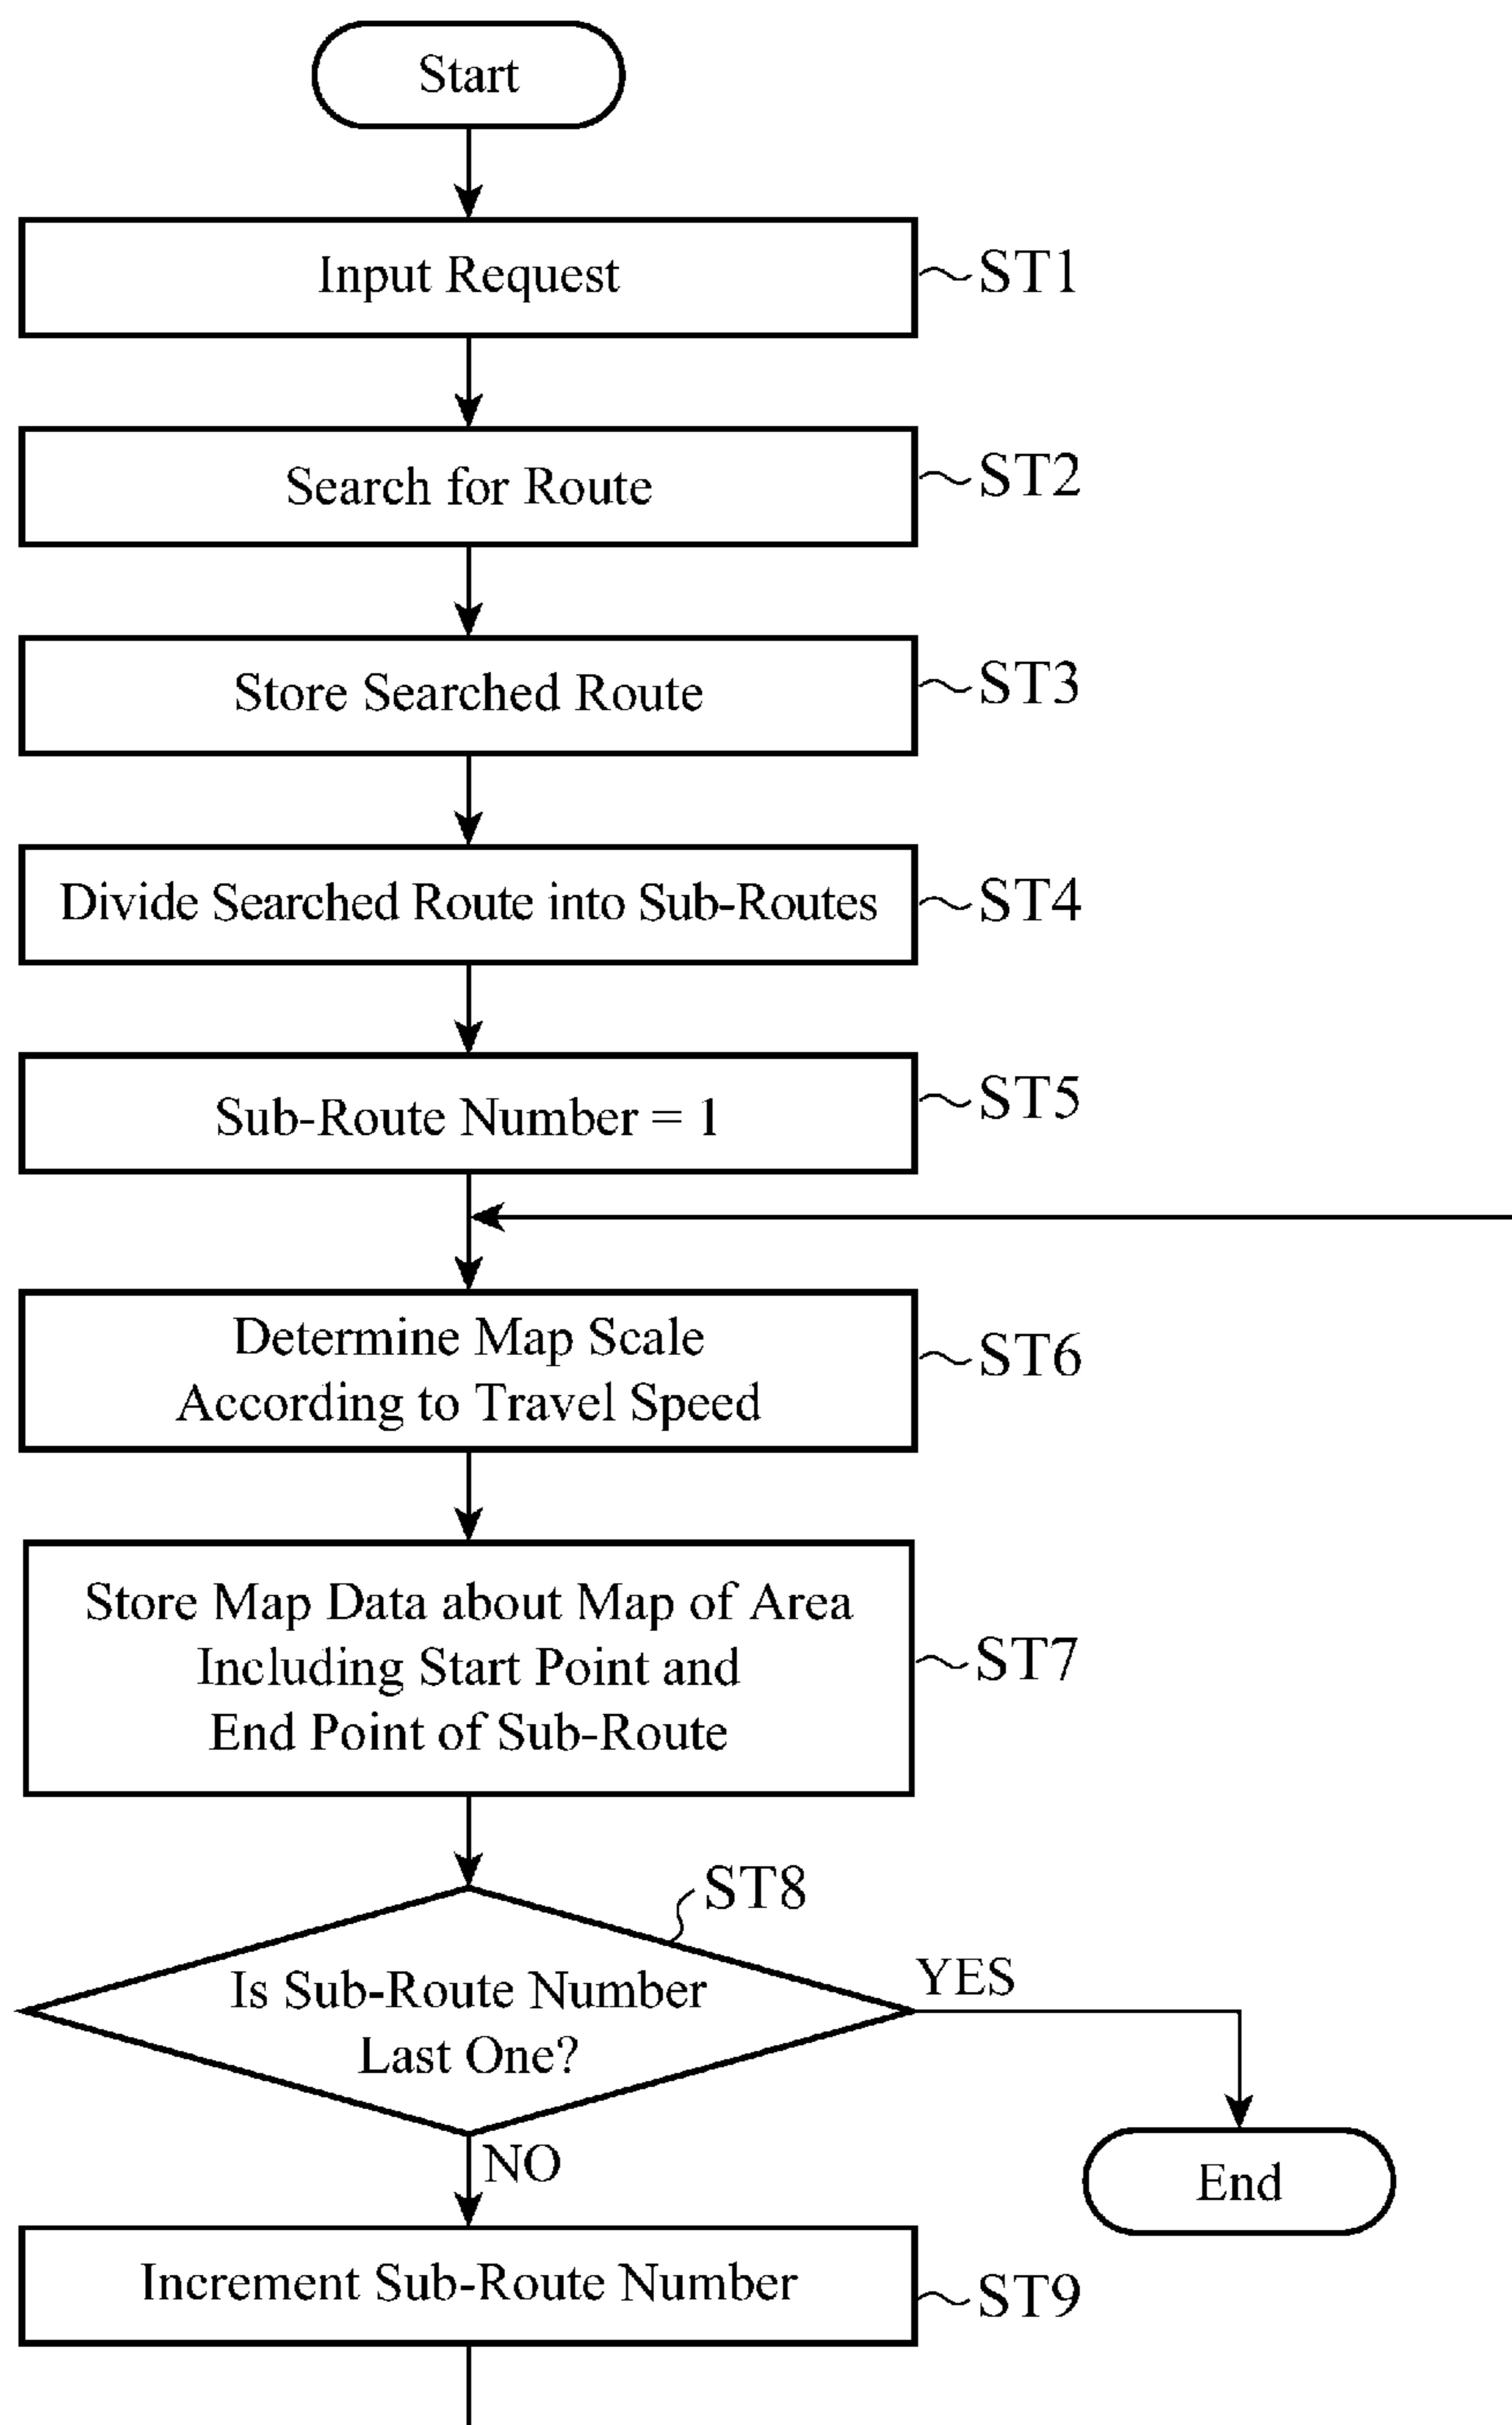 Start
Input Request
ST1
Search for Route
ST2
Store Searched Route
ST3
Divide Searched Route into Sub-Routes
ST4
Sub-Route Number = 1
ST5
Determine Map Scale
According to Travel Speed
ST6
Store Map Data about Map of Area
Including Start Point and
End Point of Sub-Route
ST7
ST8
Is Sub-Route Number
Last One?
YES
NO
End
Increment Sub-Route Number
ST9